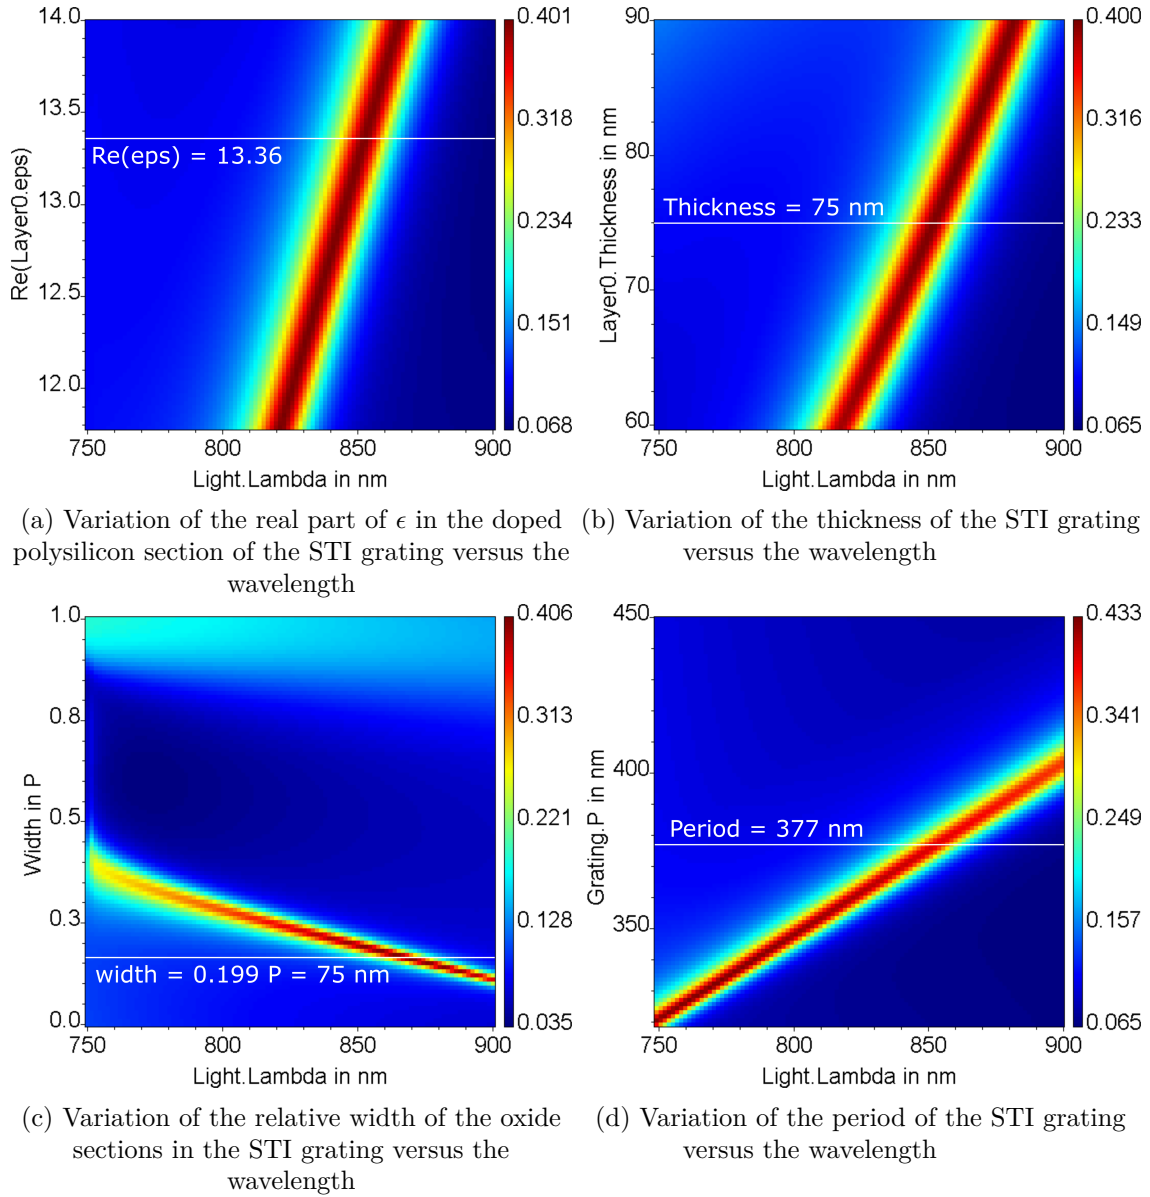 14.0
13.5
13.0
12.5
12.0
Re(Layer0.eps)
Re(eps) = 13.36
750
800
850
900
Light.Lambda in nm
0.401
0.318
0.234
0.151
0.068
90
80
70
60
Layer0.Thickness in nm
Thickness = 75 nm
750
800
850
900
Light.Lambda in nm
0.400
0.316
0.233
0.149
0.065
(a) Variation of the real part of ϵ in the doped
polysilicon section of the STI grating versus the
wavelength
(b) Variation of the thickness of the STI grating
versus the wavelength
1.0
0.8
0.5
0.3
0.0
Width in P
width = 0.199 P = 75 nm
750
800
850
900
Light.Lambda in nm
0.406
0.313
0.221
0.128
0.035
450
400
350
Grating.P in nm
Period = 377 nm
750
800
850
900
Light.Lambda in nm
0.433
0.341
0.249
0.157
0.065
(c) Variation of the relative width of the oxide
sections in the STI grating versus the
wavelength
(d) Variation of the period of the STI grating
versus the wavelength